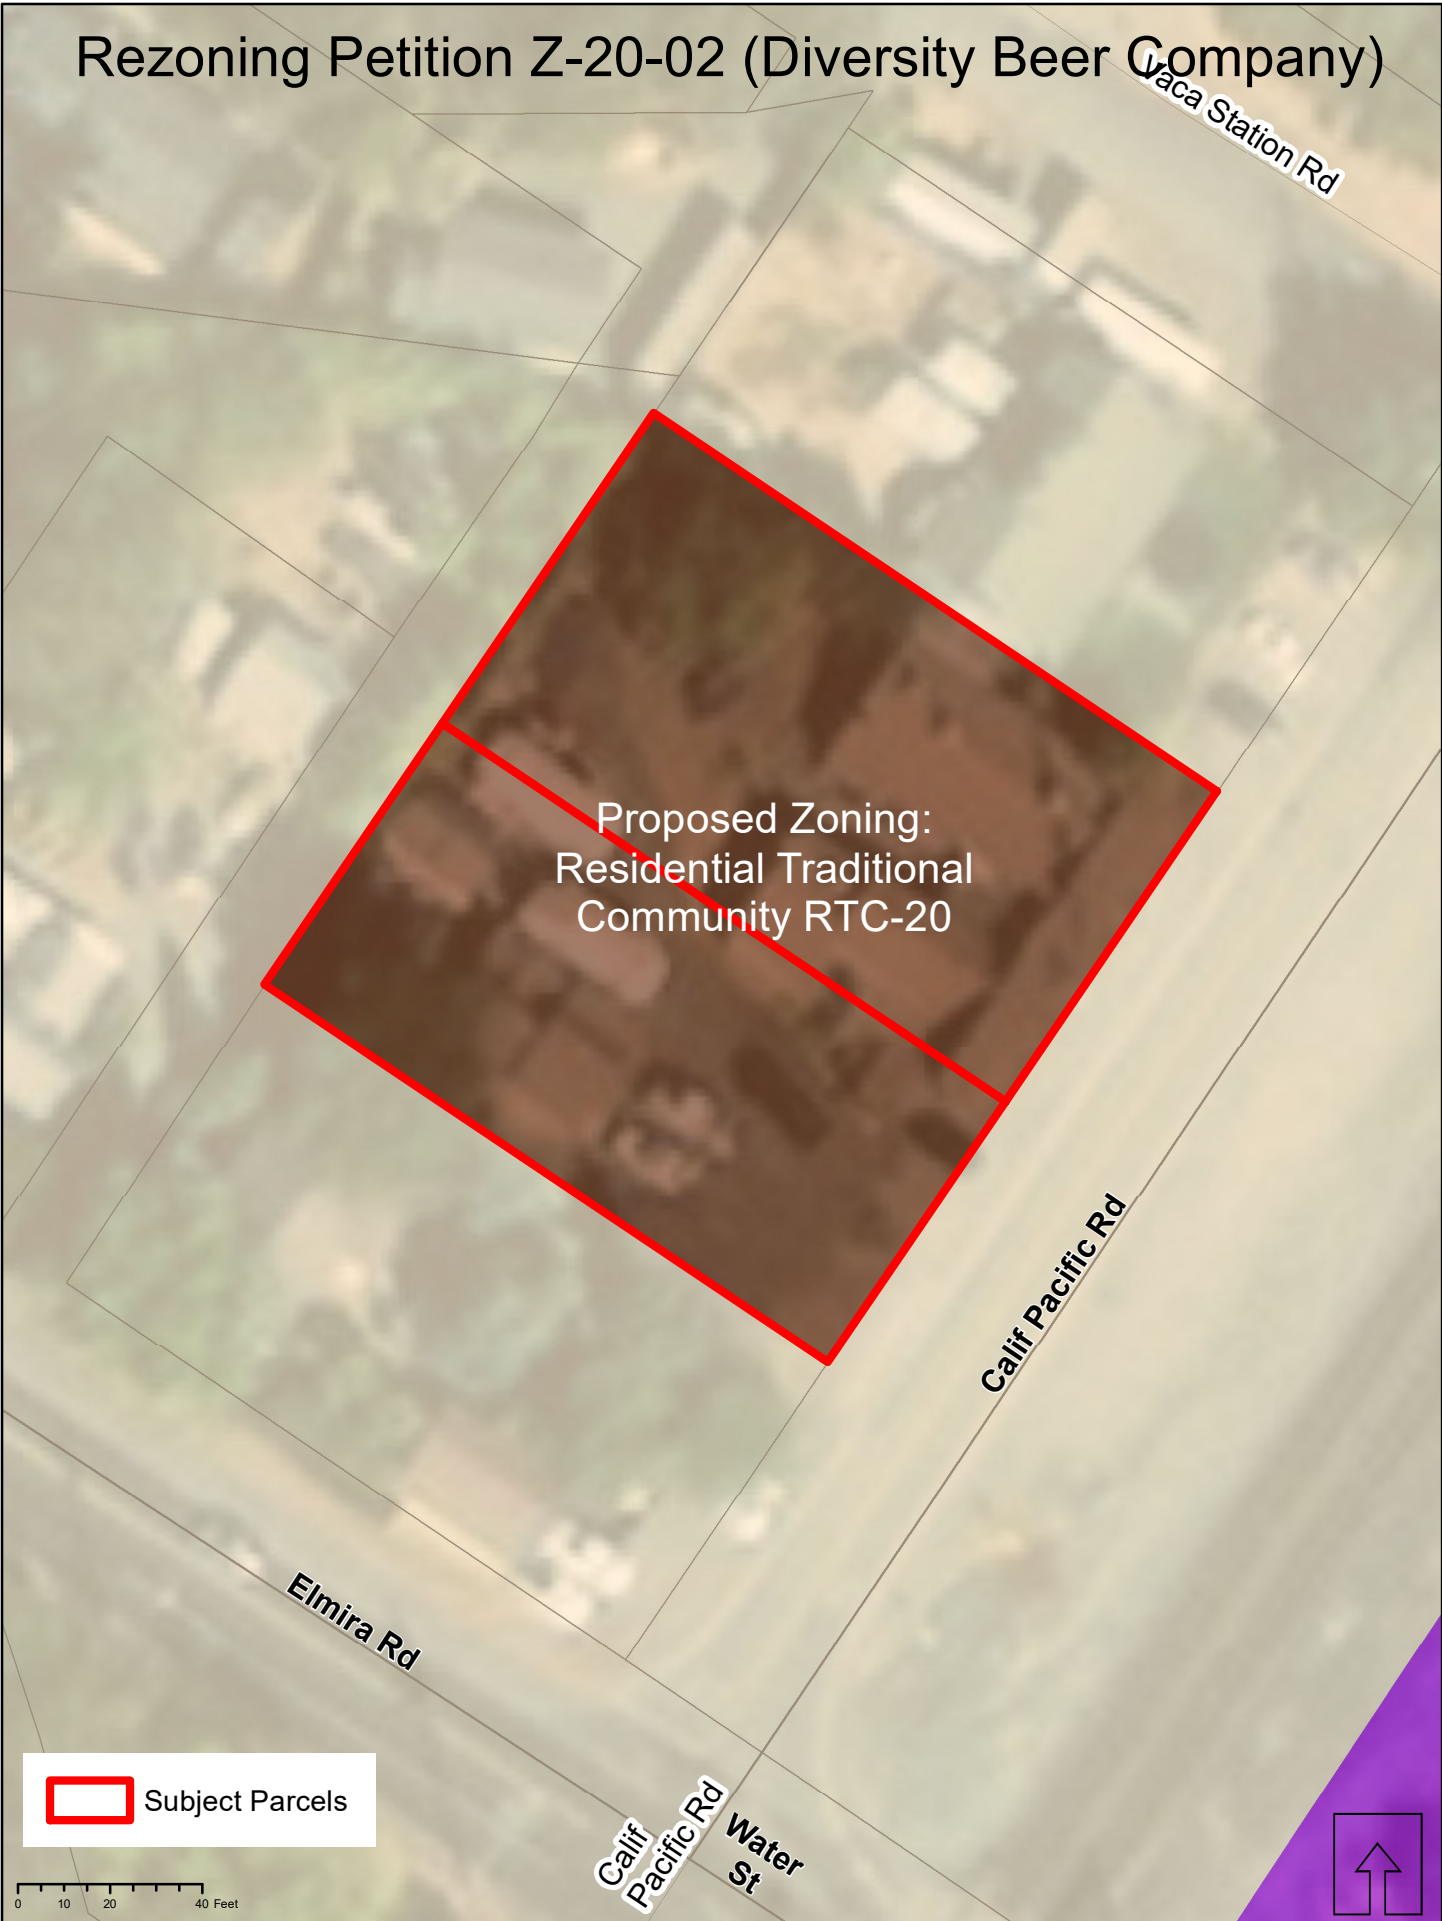 Rezoning Petition Z-20-02 (Diversity Beer Company)
Vaca Station Rd
Proposed Zoning:
Residential Traditional
Community RTC-20
Calif Pacific Rd
Elmira Rd
Subject Parcels
Calif
Pacific Rd
Water
St
0 10 20 40 Feet